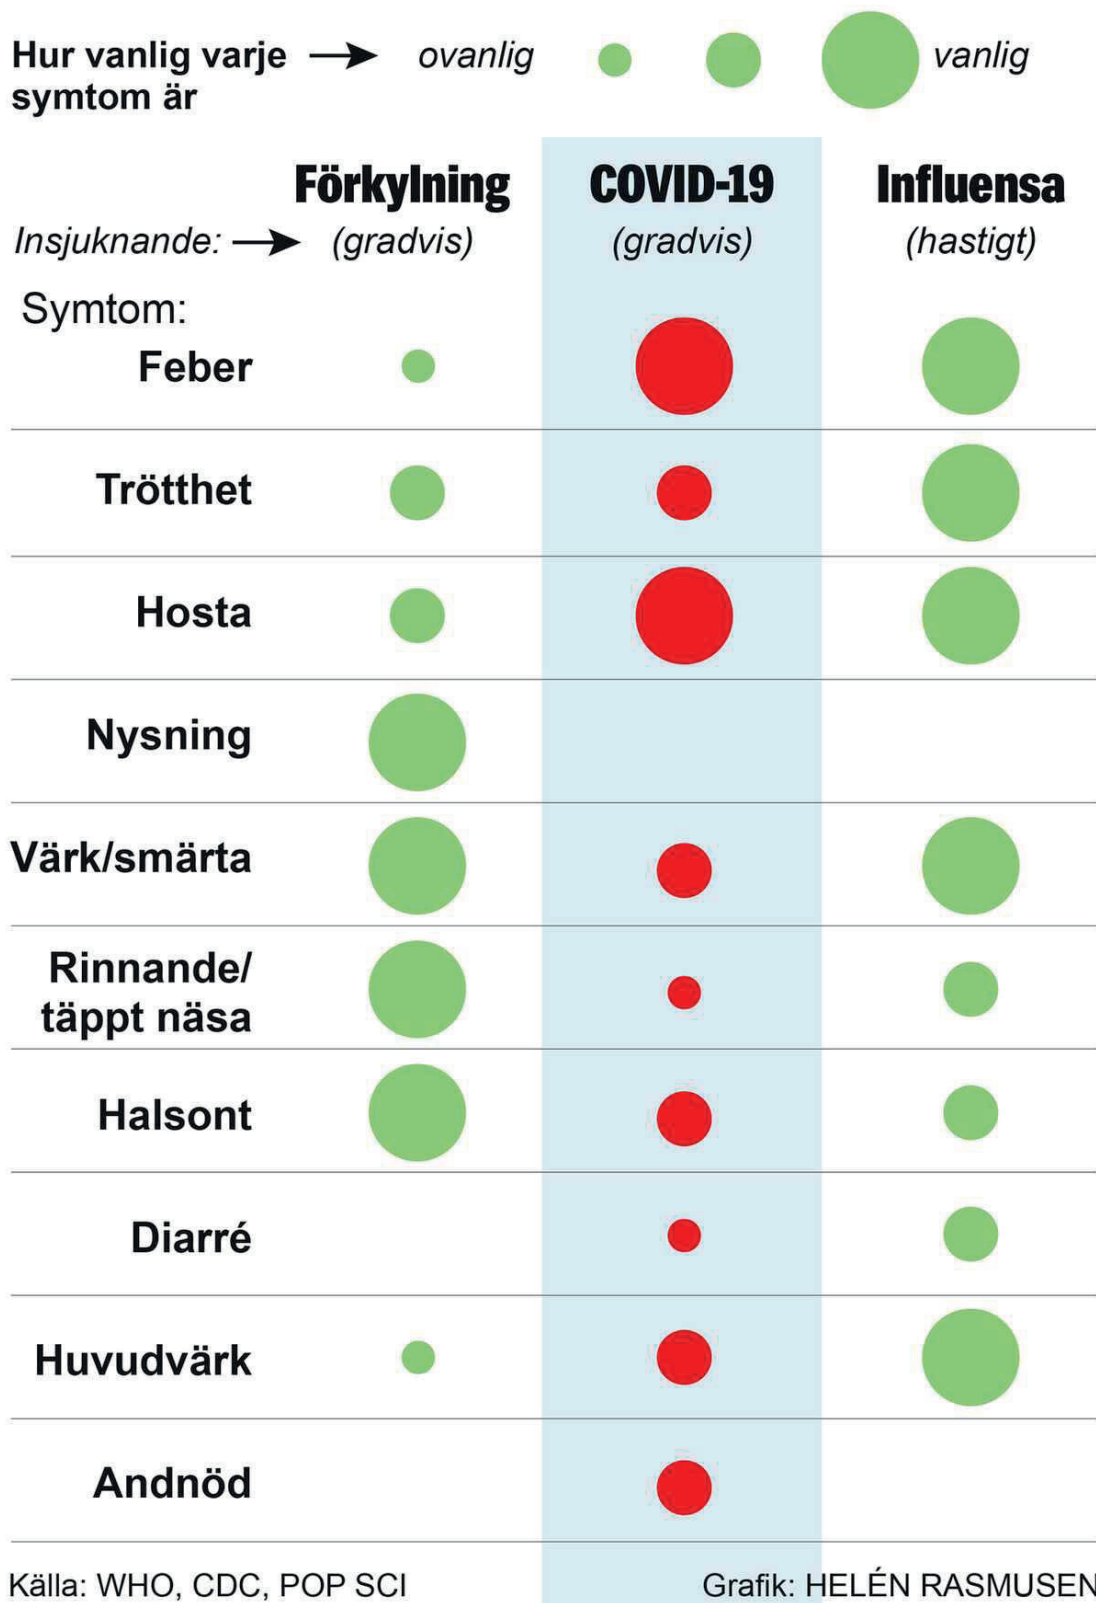 Hur vanlig varje → ovanlig vanlig
symtom är
Förkylning COVID-19 Influensa
Insjuknande: → (gradvis) (gradvis) (hastigt)
Symtom:
Feber
Trötthet
Hosta
Nysning
Värk/smärta
Rinnande/
täppt näsa
Halsont
Diarré
Huvudvärk
Andnöd
Källa: WHO, CDC, POP SCI Grafik: HELÉN RASMUSEN